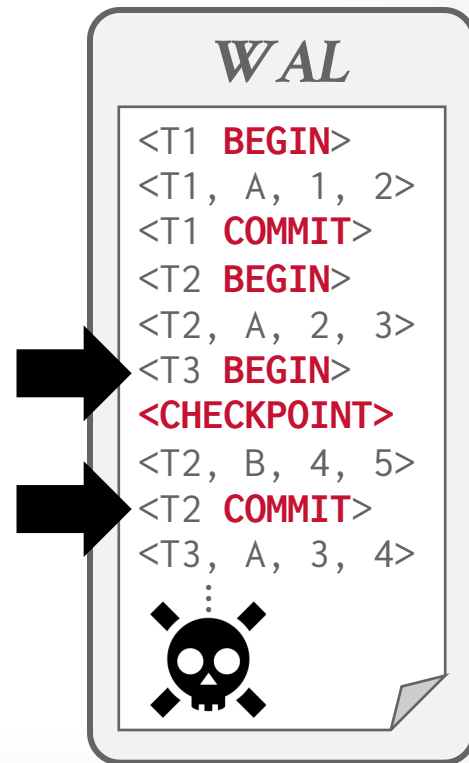 WAL
<T1 BEGIN>
<T1, A, 1, 2>
<T1 COMMIT>
<T2 BEGIN>
<T2, A, 2, 3>
<T3 BEGIN>
<CHECKPOINT>
<T2, B, 4, 5>
<T2 COMMIT>
<T3, A, 3, 4>
⋮